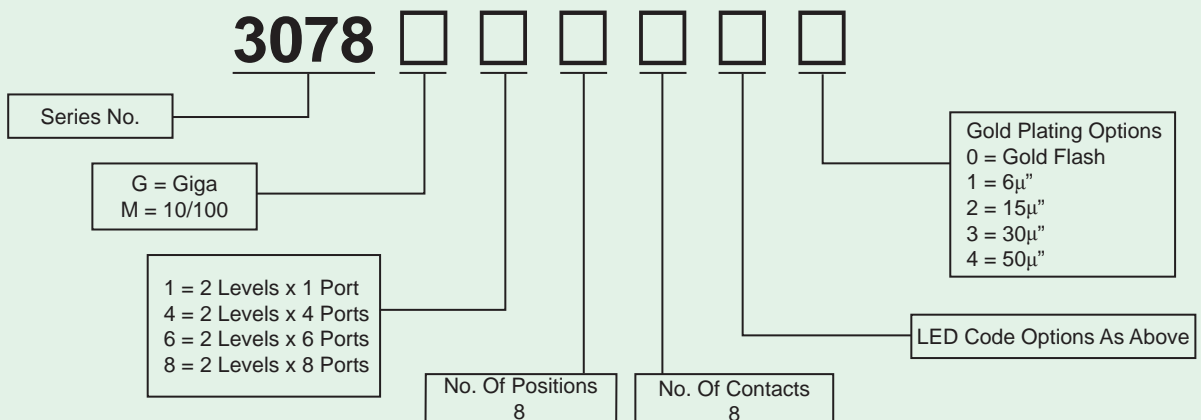 3078
Series No.
G = Giga
M = 10/100
1 = 2 Levels x 1 Port
4 = 2 Levels x 4 Ports
6 = 2 Levels x 6 Ports
8 = 2 Levels x 8 Ports
No. Of Positions
8
No. Of Contacts
8
LED Code Options As Above
Gold Plating Options
0 = Gold Flash
1 = 6μ”
2 = 15μ”
3 = 30μ”
4 = 50μ”